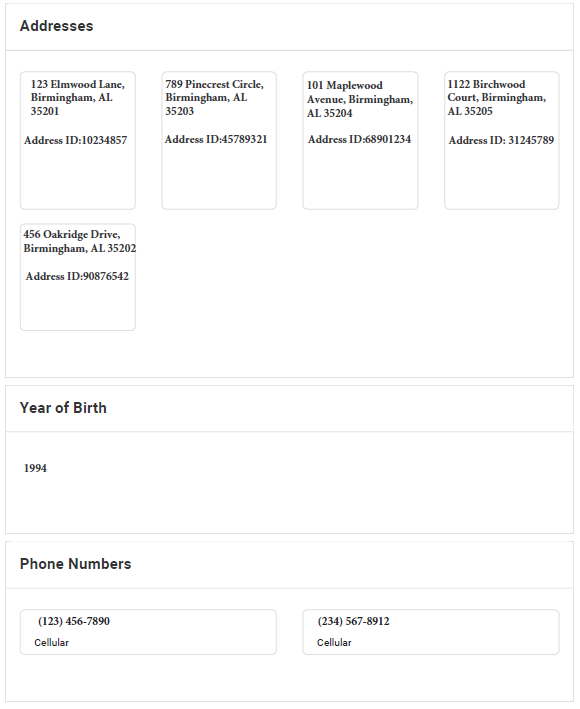 Addresses
123 Elmwood Lane,
Birmingham, AL
35201
Address ID:10234857
789 Pinecrest Circle,
Birmingham, AL
35203
Address ID:45789321
101 Maplewood
Avenue, Birmingham,
AL 35204
Address ID:68901234
1122 Birchwood
Court, Birmingham,
AL 35205
Address ID: 31245789
456 Oakridge Drive,
Birmingham, AL 35202
Address ID:90876542
Year of Birth
1994
Phone Numbers
(123) 456-7890
Cellular
(234) 567-8912
Cellular